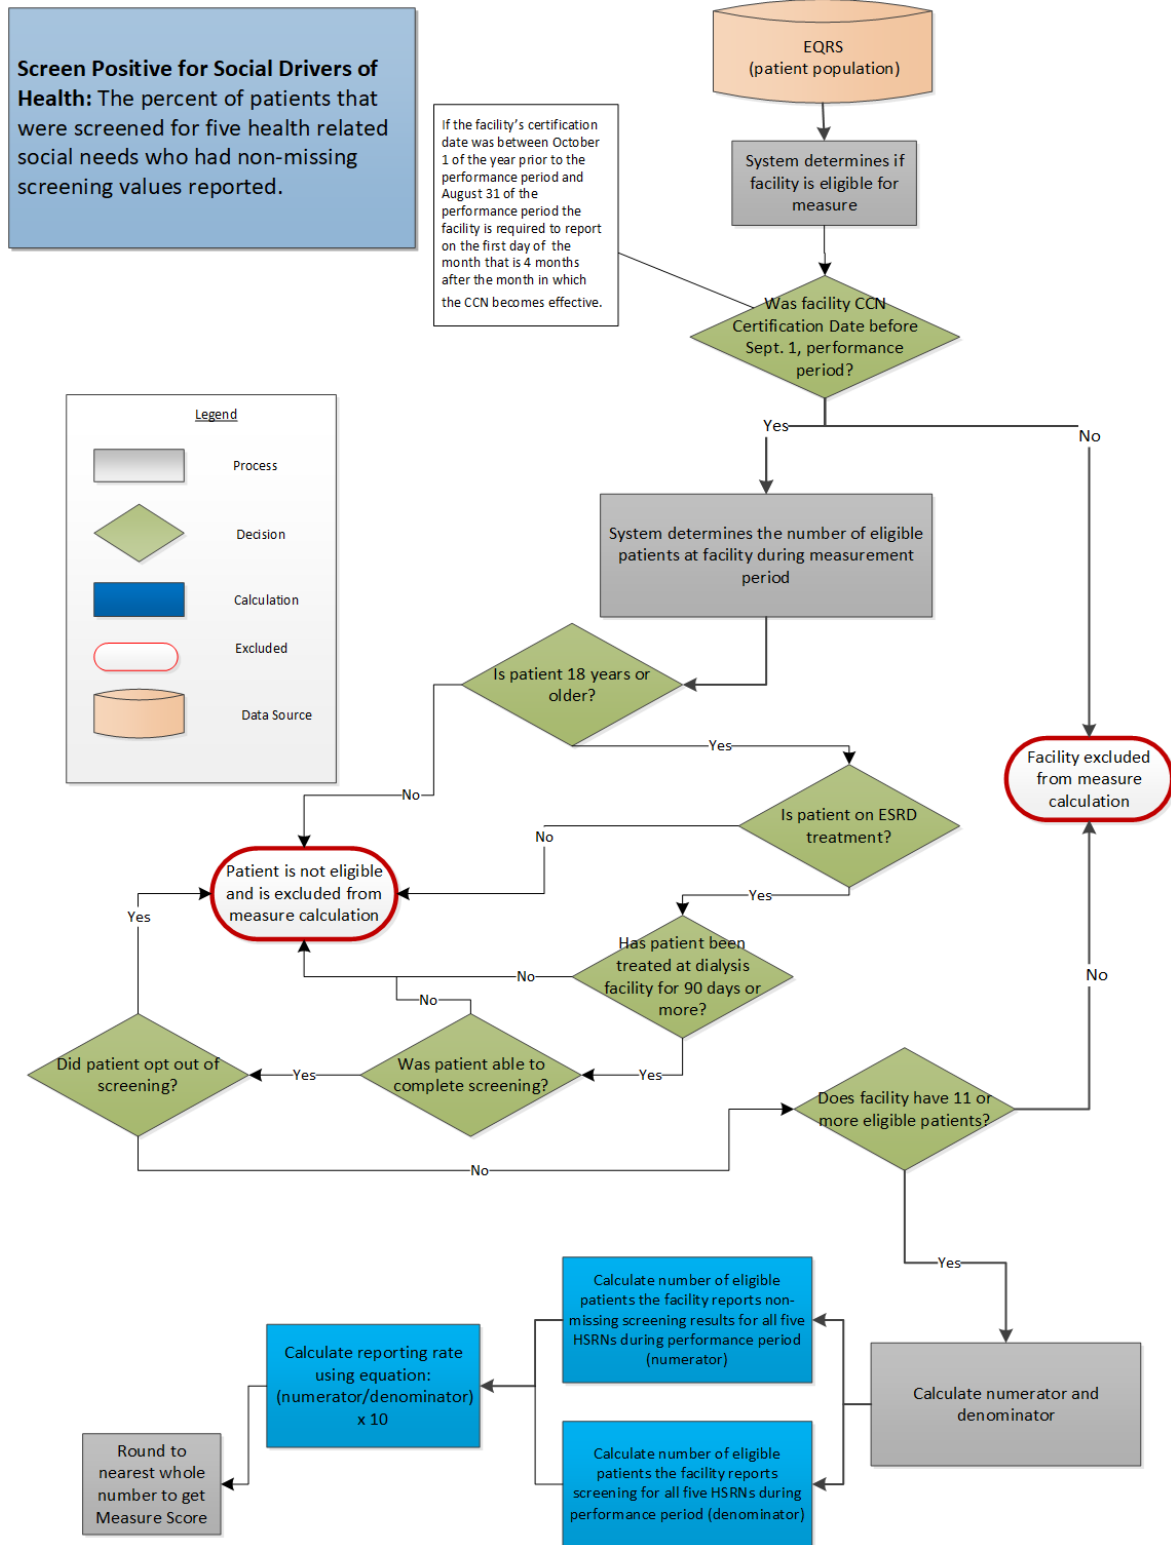 Screen Positive for Social Drivers of
Health: The percent of patients that
were screened for five health related
social needs who had non-missing
screening values reported.
EQRS
(patient population)
If the facility's certification
date was between October
1 of the year prior to the
performance period and
August 31 of the
performance period the
facility is required to report
on the first day of the
month that is 4 months
after the month in which
the CCN becomes effective.
System determines if
facility is eligible for
measure
Was facility CCN
Certification Date before
Sept. 1, performance
period?
Yes
No
Legend
Process
Decision
Calculation
Excluded
Data Source
System determines the number of eligible
patients at facility during measurement
period
Is patient 18 years or
older?
Yes
No
Facility excluded
from measure
calculation
Is patient on ESRD
treatment?
No
Yes
Patient is not eligible
and is excluded from
measure calculation
Yes
Has patient been
treated at dialysis
facility for 90 days or
more?
No
No
No
Did patient opt out of
screening?
Yes
Was patient able to
complete screening?
Yes
Does facility have 11 or
more eligible patients?
No
Yes
Calculate number of eligible
patients the facility reports non-
missing screening results for all five
HSRNs during performance period
(numerator)
Calculate reporting rate
using equation:
(numerator/denominator)
x 10
Calculate numerator and
denominator
Calculate number of eligible
patients the facility reports
screening for all five HSRNs during
performance period (denominator)
Round to
nearest whole
number to get
Measure Score